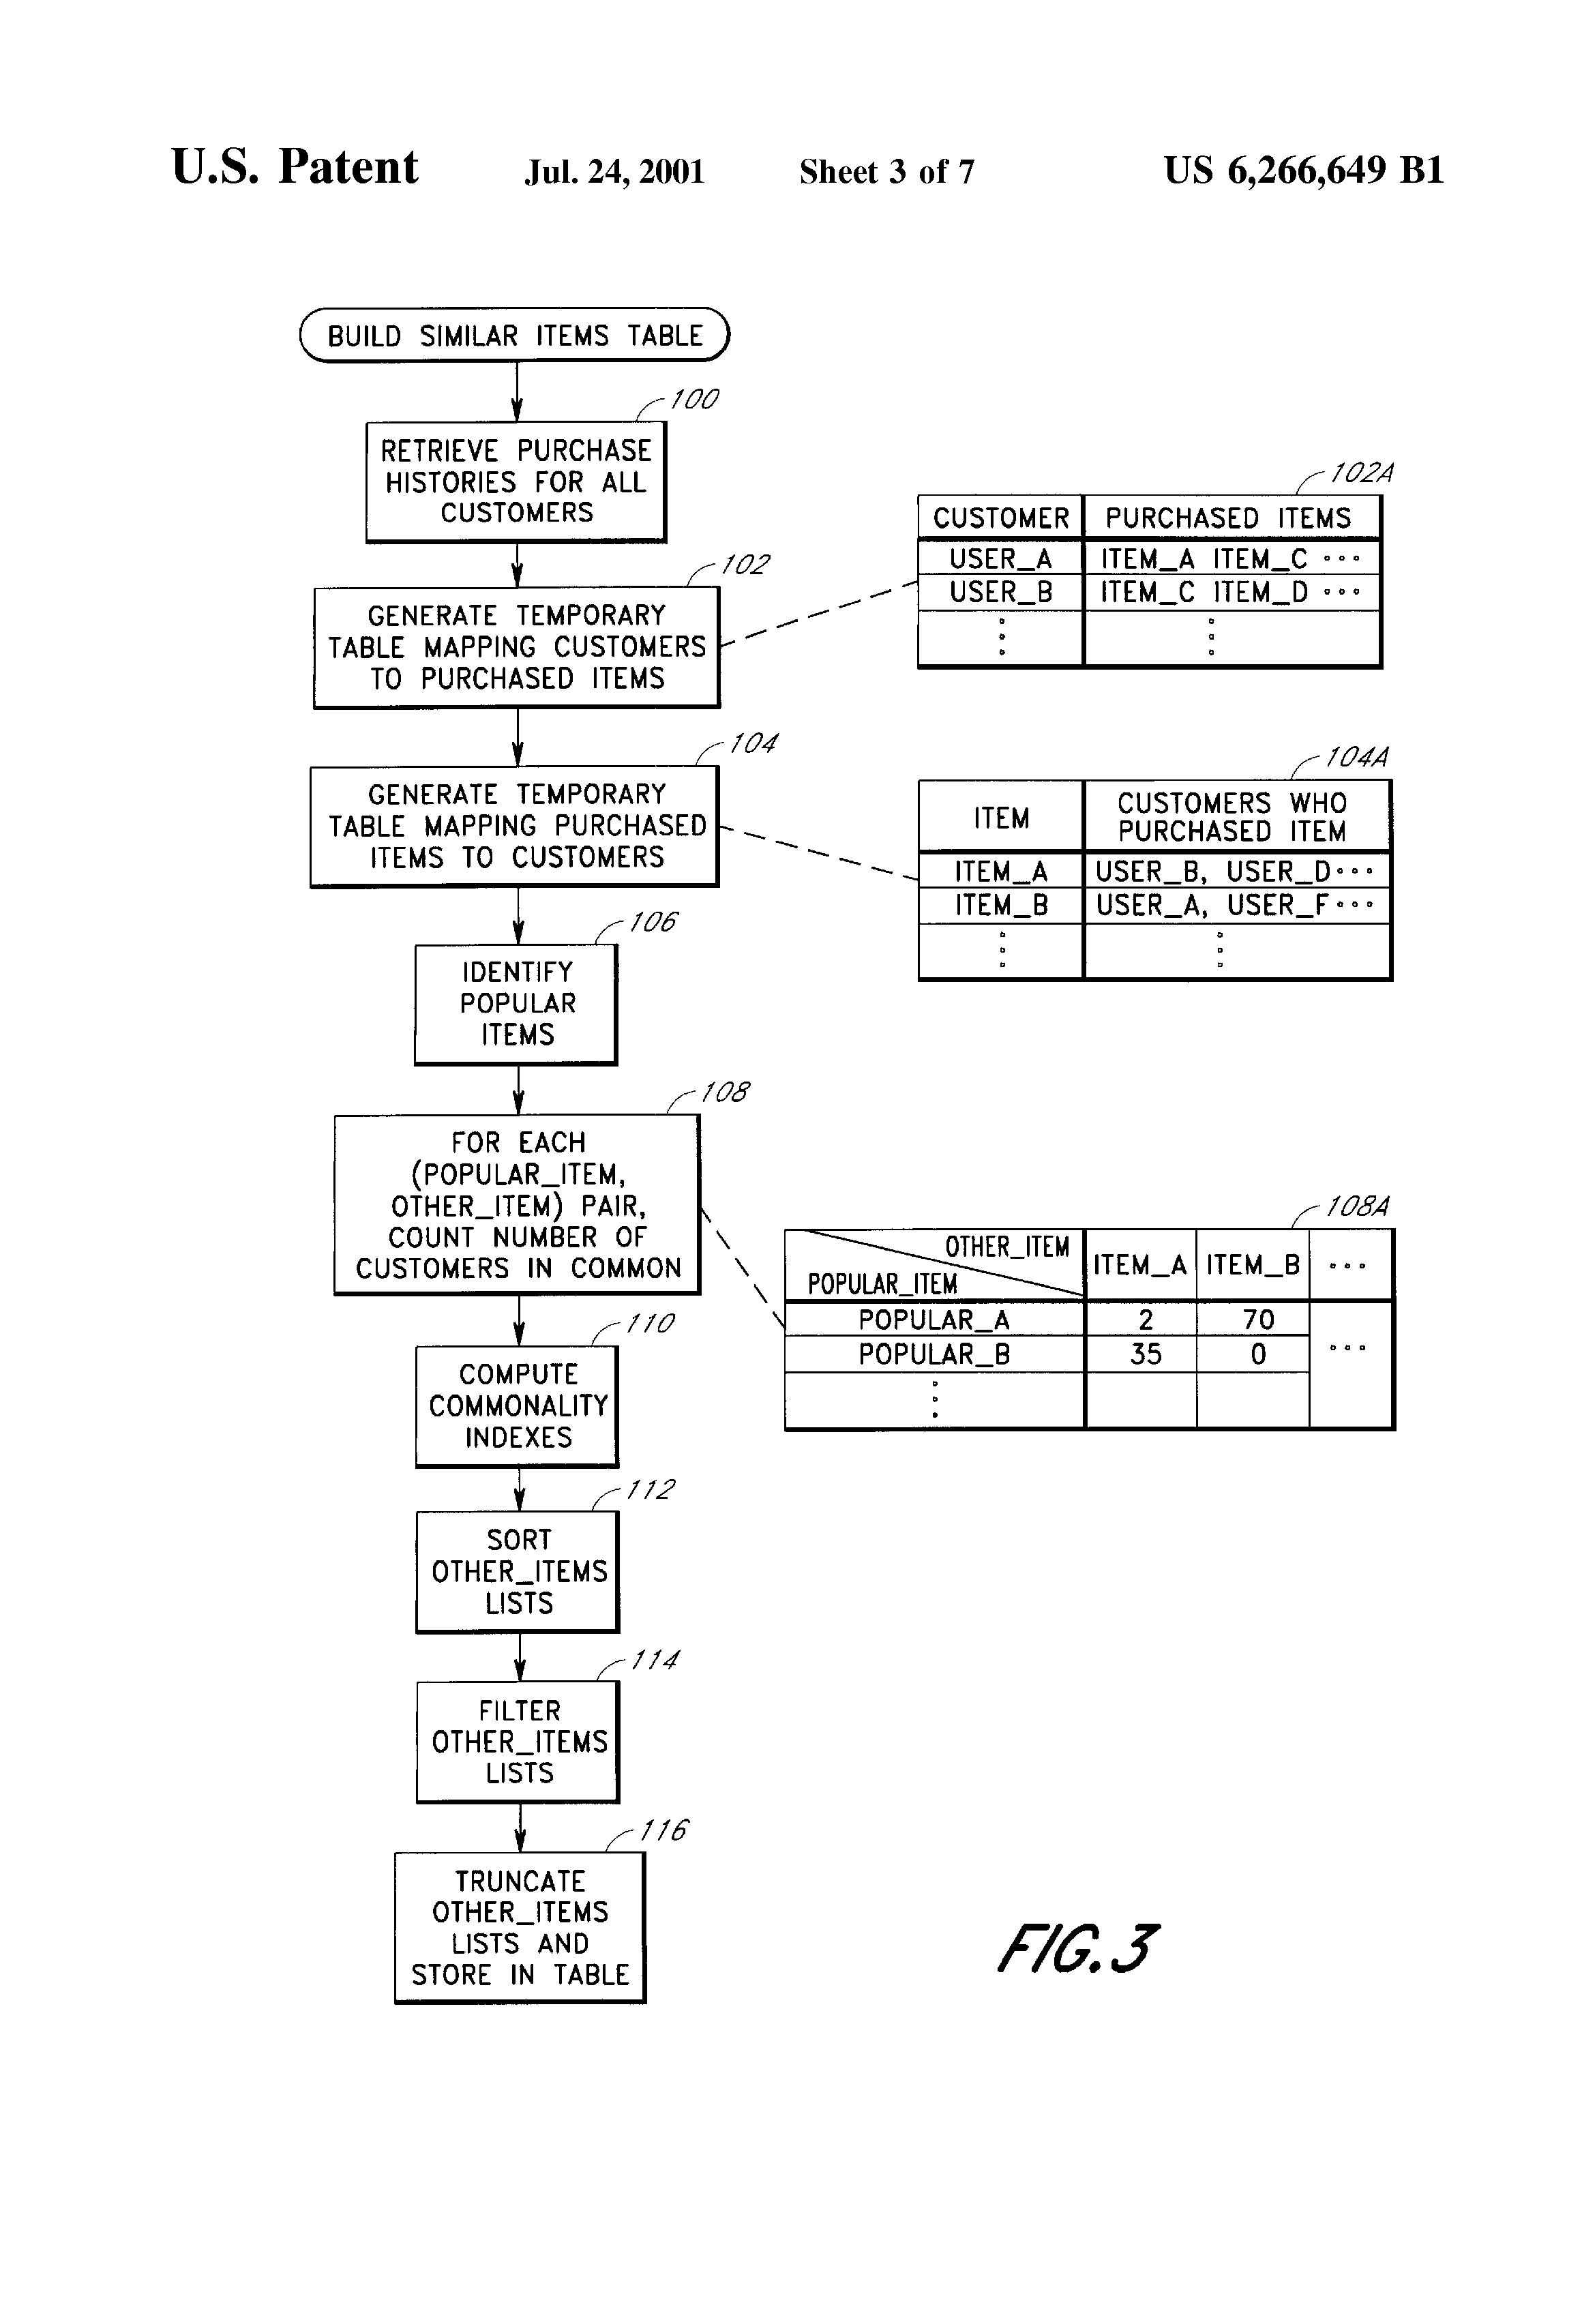 U.S. Patent Jul. 24, 2001 Sheet 3 of 7 US 6,266,649 B1
BUILD SIMILAR ITEMS TABLE
100
RETRIEVE PURCHASE
HISTORIES FOR ALL
CUSTOMERS
102
GENERATE TEMPORARY
TABLE MAPPING CUSTOMERS
TO PURCHASED ITEMS
102A
CUSTOMER PURCHASED ITEMS
USER_A ITEM_A ITEM_C ...
USER_B ITEM_C ITEM_D ...
104
GENERATE TEMPORARY
TABLE MAPPING PURCHASED
ITEMS TO CUSTOMERS
104A
ITEM
CUSTOMERS WHO
PURCHASED ITEM
ITEM_A USER_B, USER_D...
ITEM_B USER_A, USER_F...
106
IDENTIFY
POPULAR
ITEMS
108
FOR EACH
(POPULAR_ITEM,
OTHER_ITEM) PAIR,
COUNT NUMBER OF
CUSTOMERS IN COMMON
108A
OTHER_ITEM
POPULAR_ITEM
ITEM_A ITEM_B ...
POPULAR_A 2 70
POPULAR_B 35 0 ...
110
COMPUTE
COMMONALITY
INDEXES
112
SORT
OTHER_ITEMS
LISTS
114
FILTER
OTHER_ITEMS
LISTS
116
TRUNCATE
OTHER_ITEMS
LISTS AND
STORE IN TABLE
FIG. 3